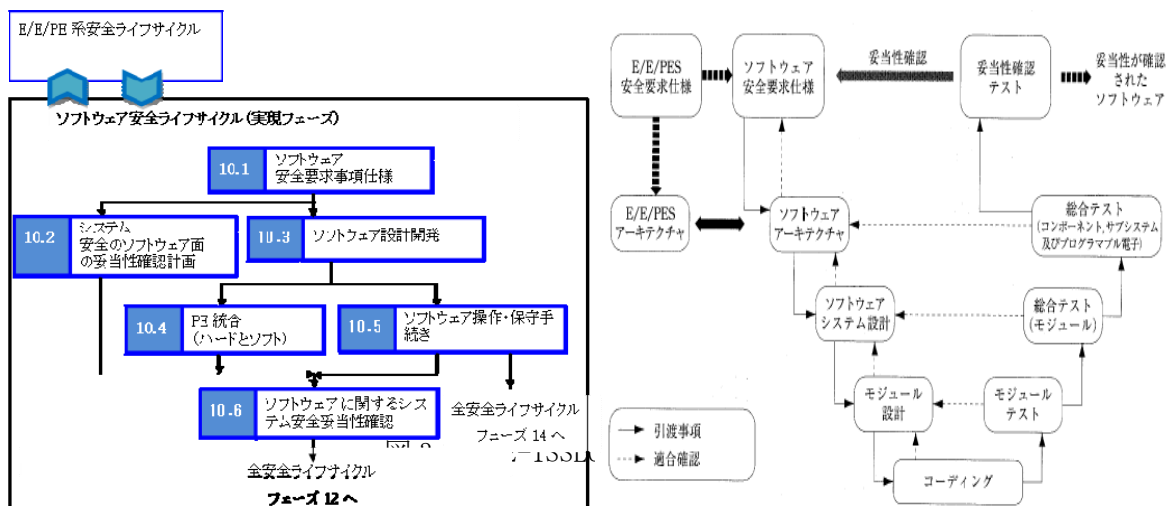 E/E/PE 系安全ライフサイクル
ソフトウェア安全ライフサイクル(実現フェーズ)
10.1
ソフトウェア
安全要求事項仕様
10.2
システム
安全のソフトウェア面
の妥当性確認計画
10.3
ソフトウェア設計開発
10.4
PE 統合
(ハードとソフト)
10.5
ソフトウェア操作・保守手
続き
10.6
ソフトウェアに関するシス
テム安全妥当性確認
全安全ライフサイクル
フェーズ 14 へ
全安全ライフサイクル
フェーズ 12 へ
E/E/PES
安全要求仕様
ソフトウェア
安全要求仕様
妥当性確認
妥当性確認
テスト
妥当性が確認
された
ソフトウェア
E/E/PES
アーキテクチャ
ソフトウェア
アーキテクチャ
総合テスト
(コンポーネント, サブシステム
及びプログラマブル電子)
ソフトウェア
システム設計
総合テスト
(モジュール)
モジュール
設計
モジュール
テスト
コーディング
引渡事項
適合確認